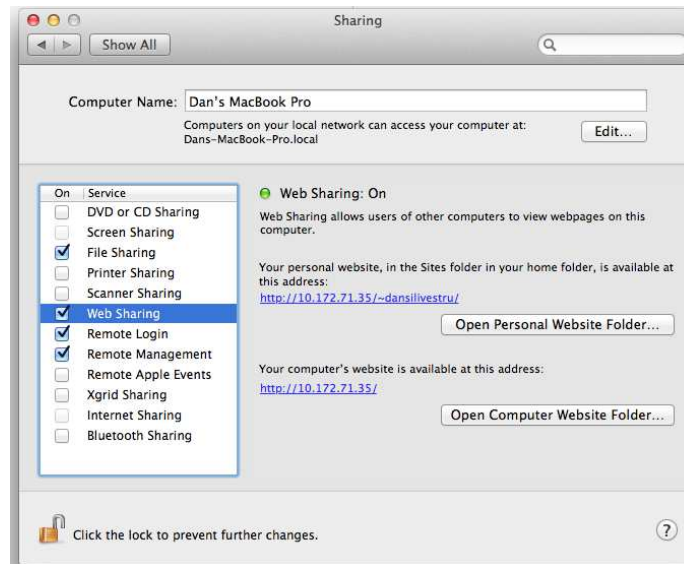 Sharing
Show All
Computer Name: Dan's MacBook Pro
Computers on your local network can access your computer at:
Dans-MacBook-Pro.local
Edit...
On Service
DVD or CD Sharing
Screen Sharing
File Sharing
Printer Sharing
Scanner Sharing
Web Sharing
Remote Login
Remote Management
Remote Apple Events
Xgrid Sharing
Internet Sharing
Bluetooth Sharing
Web Sharing: On
Web Sharing allows users of other computers to view webpages on this
computer.
Your personal website, in the Sites folder in your home folder, is available at
this address:
http://10.172.71.35/~dansilivestru/
Open Personal Website Folder...
Your computer's website is available at this address:
http://10.172.71.35/
Open Computer Website Folder...
Click the lock to prevent further changes.
?